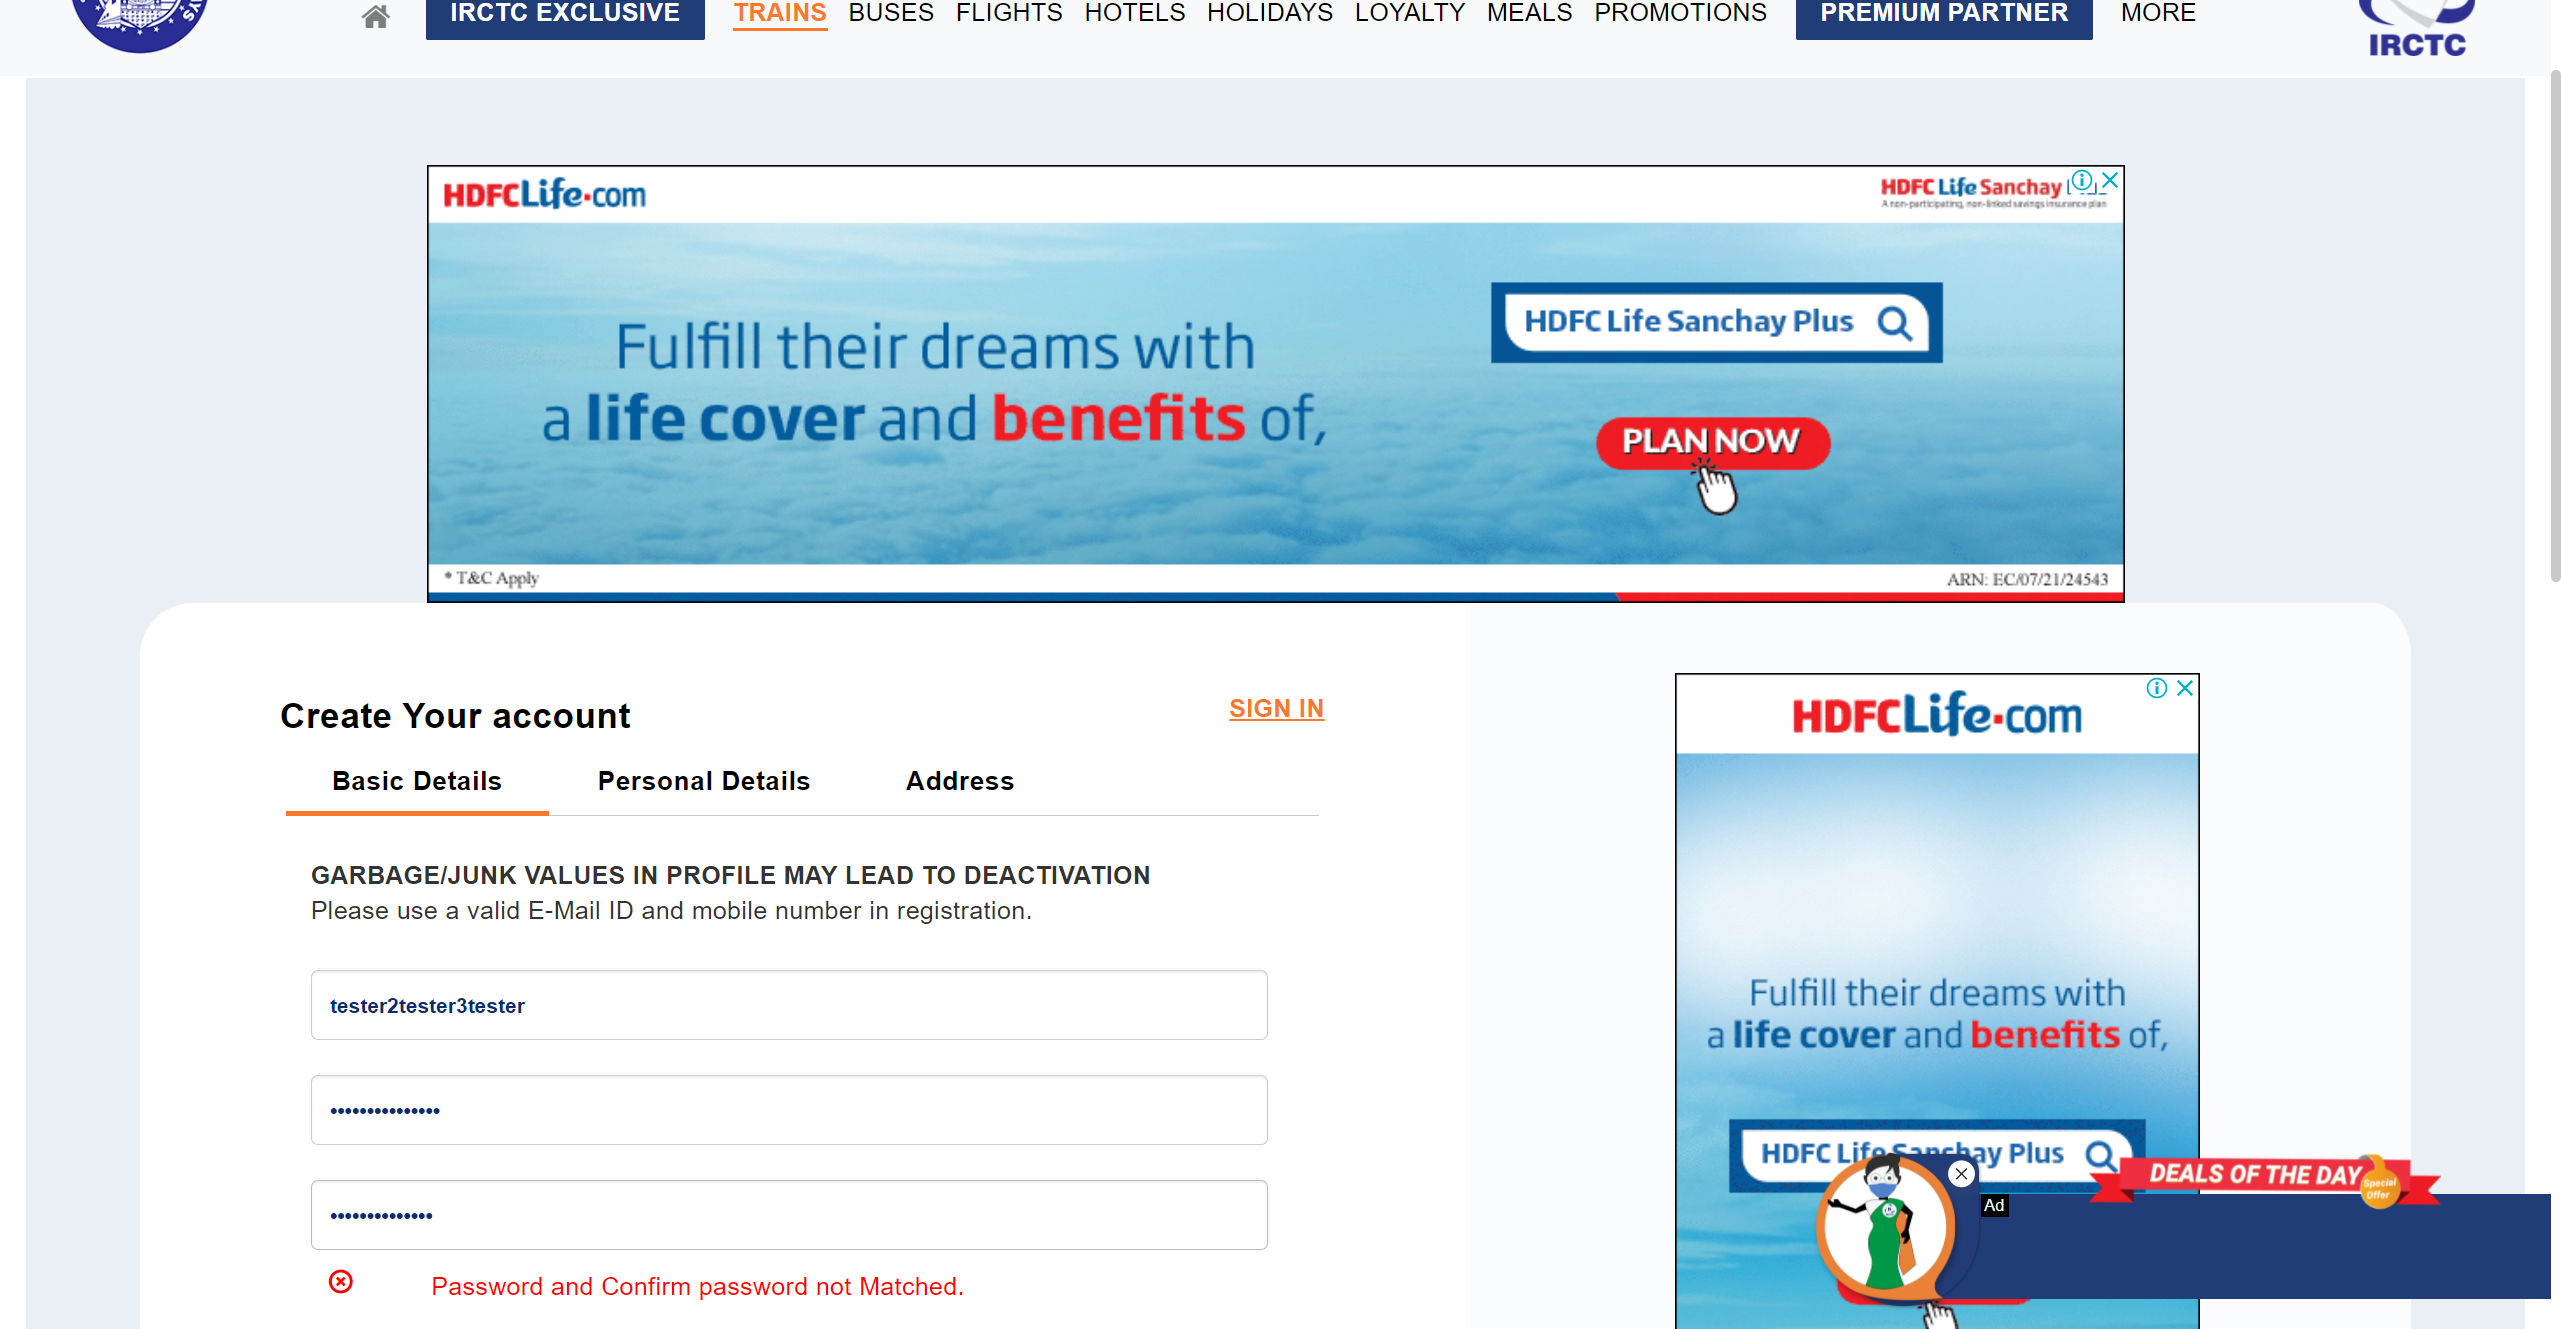 IRCTC EXCLUSIVE TRAINS BUSES FLIGHTS HOTELS HOLIDAYS LOYALTY MEALS PROMOTIONS PREMIUM PARTNER MORE
IRCTC
HDFCLife.com
HDFC Life Sanchay
A non-participating, non-linked savings insurance plan
Fulfill their dreams with
a life cover and benefits of,
HDFC Life Sanchay Plus
PLAN NOW
* T&C Apply
ARN: EC/07/21/24543
Create Your account
SIGN IN
Basic Details
Personal Details
Address
GARBAGE/JUNK VALUES IN PROFILE MAY LEAD TO DEACTIVATION
Please use a valid E-Mail ID and mobile number in registration.
tester2tester3tester
•••••••••••••••
••••••••••••••
Password and Confirm password not Matched.
HDFCLife.com
Fulfill their dreams with
a life cover and benefits of,
HDFC Life Sanchay Plus
DEALS OF THE DAY
Special
Offer
Ad